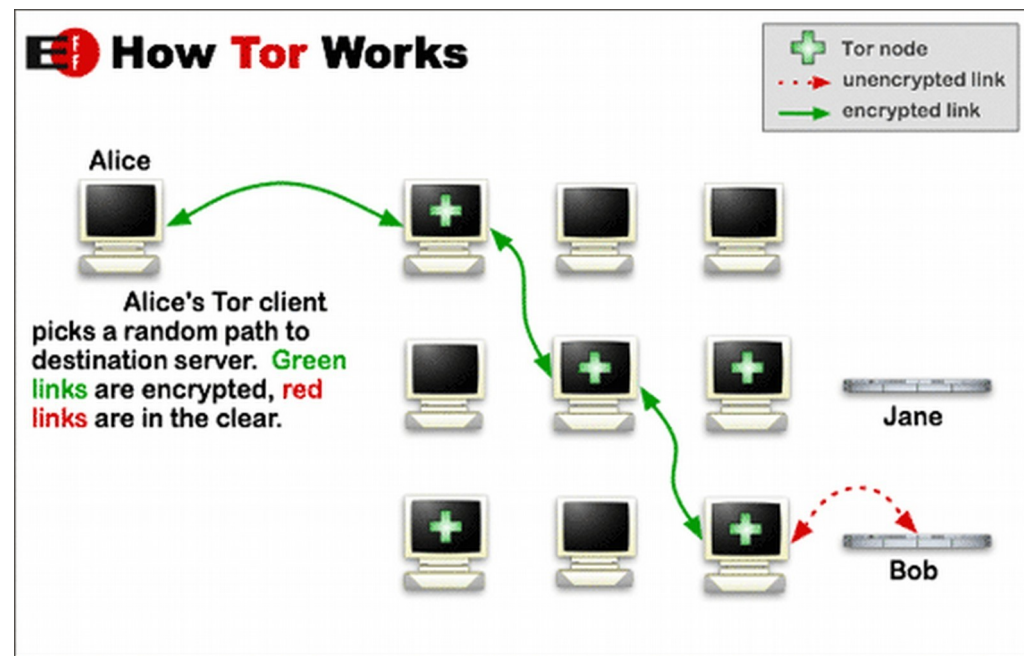 EFF How Tor Works
Tor node
unencrypted link
encrypted link
Alice
Alice's Tor client
picks a random path to
destination server. Green
links are encrypted, red
links are in the clear.
Jane
Bob